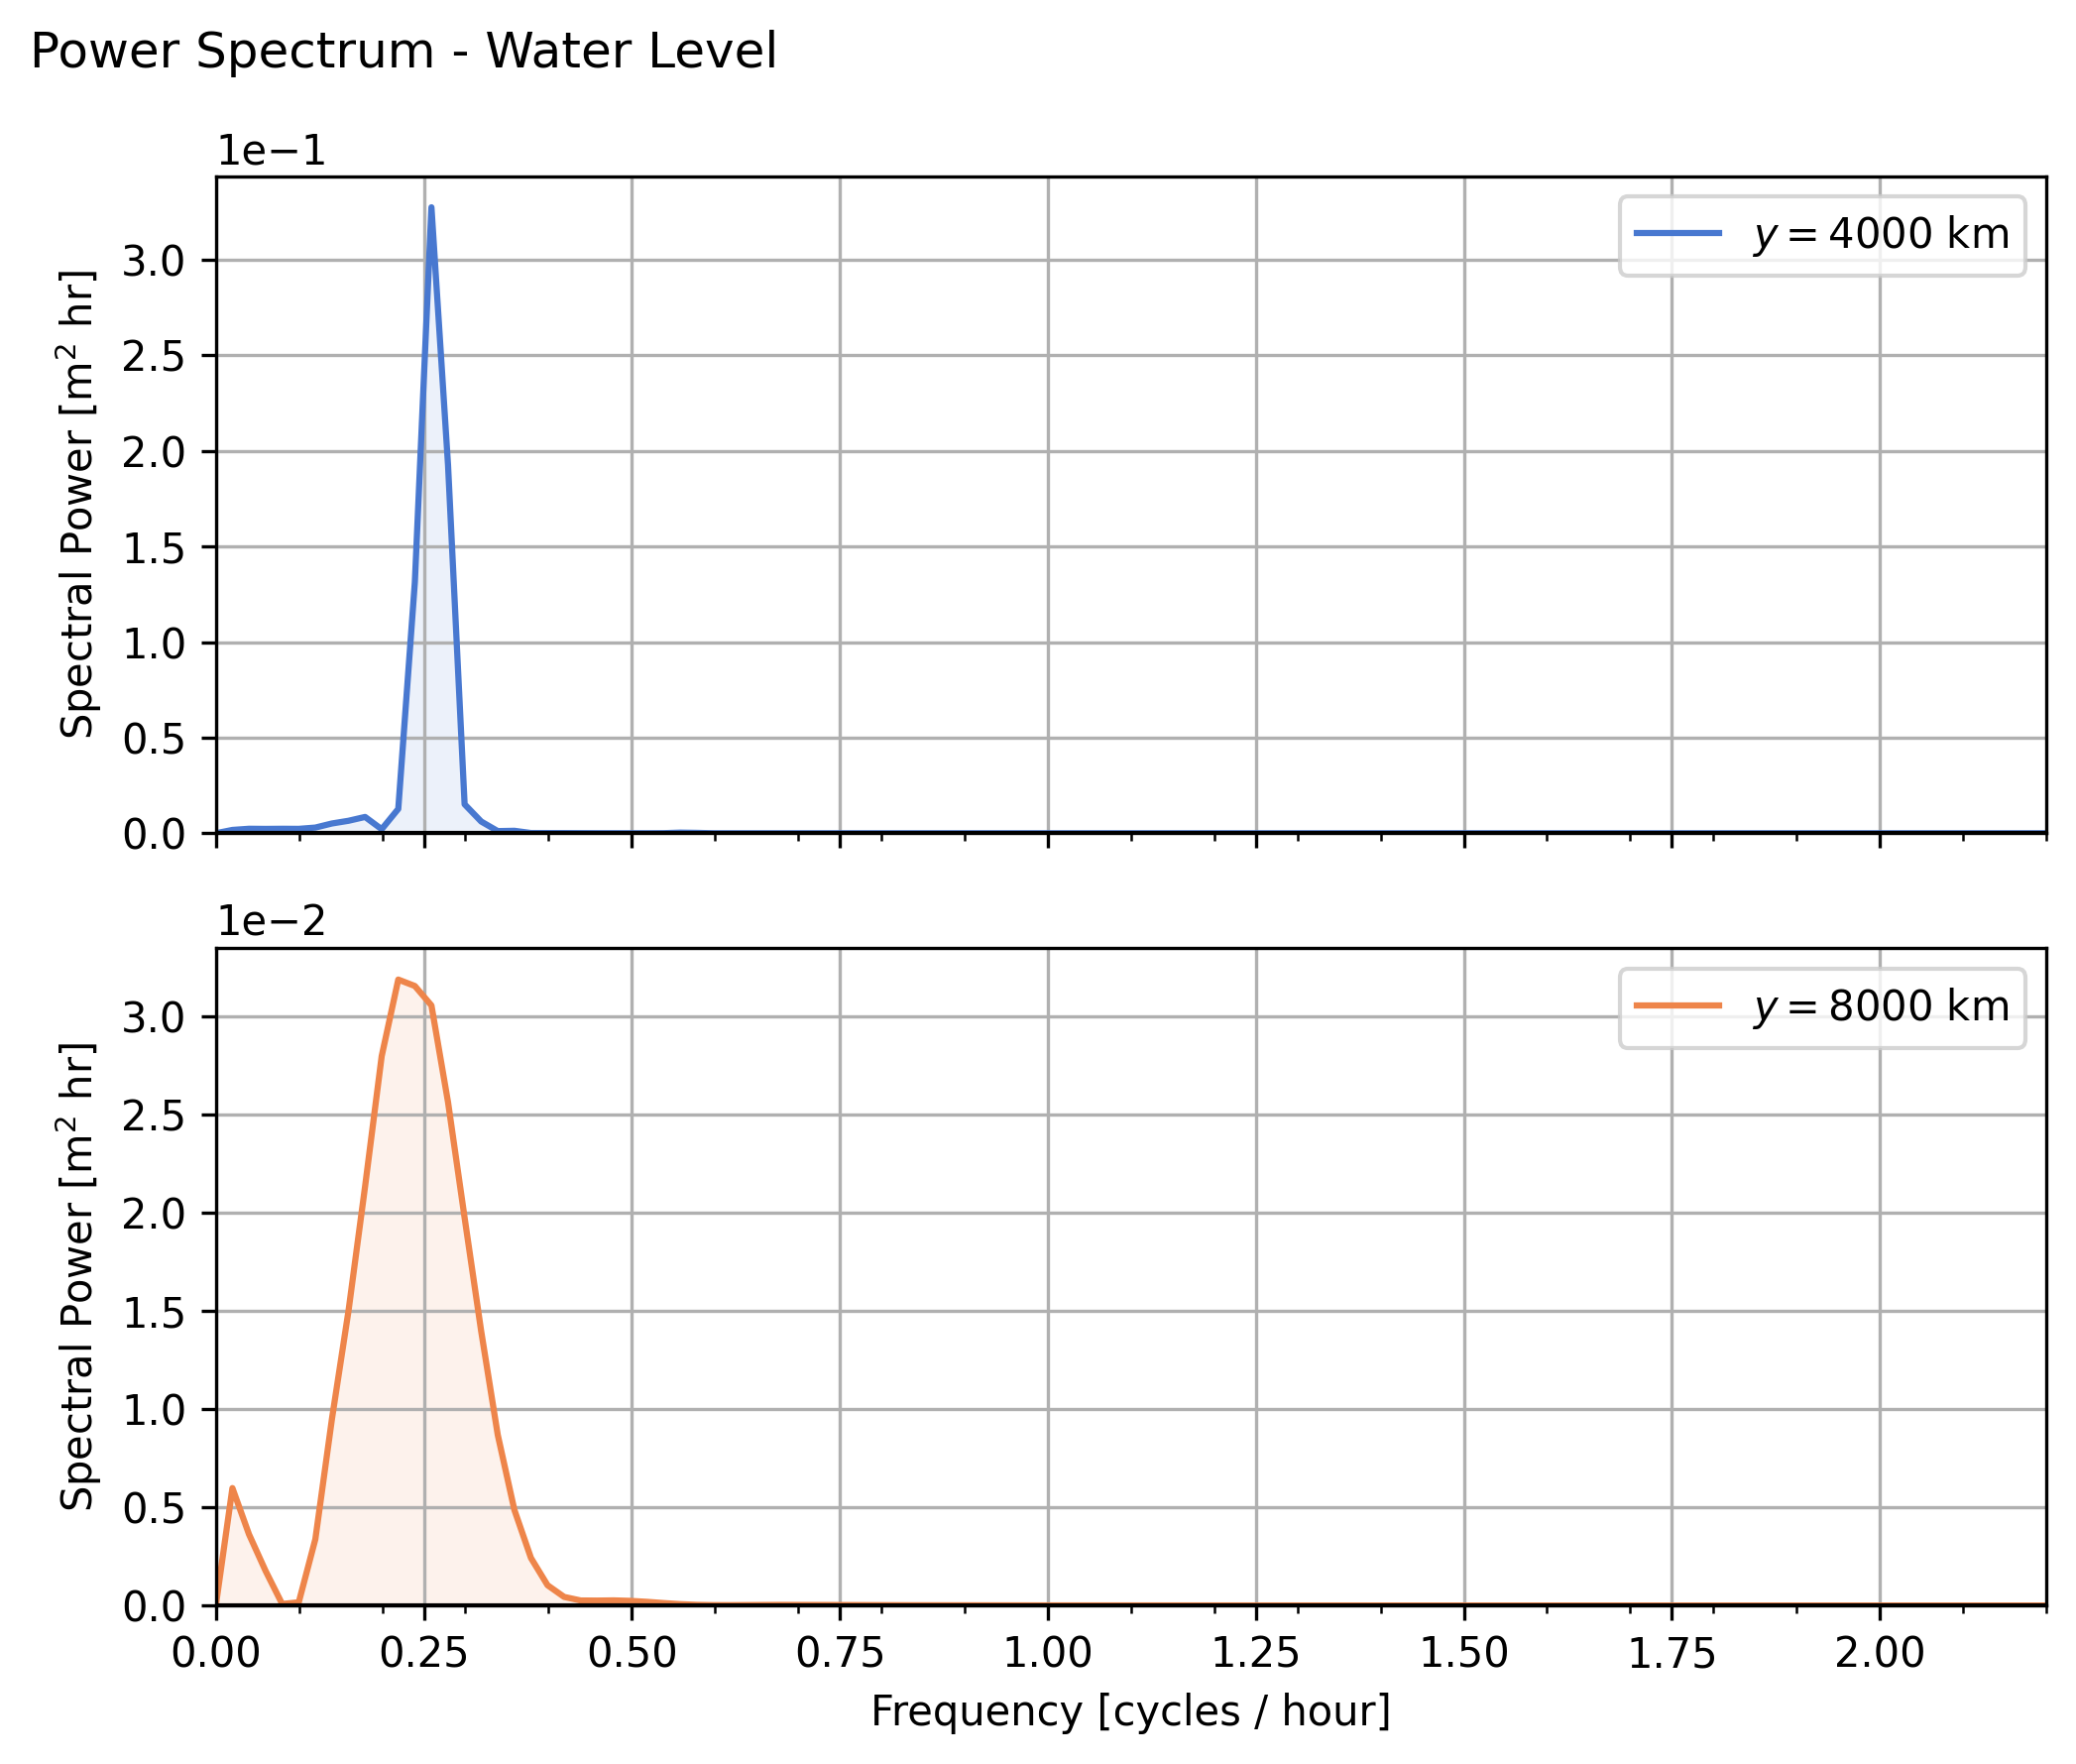 Power Spectrum - Water Level
1e−1
Spectral Power [m² hr]
3.0
2.5
2.0
1.5
1.0
0.5
0.0
y = 4000 km
1e−2
Spectral Power [m² hr]
3.0
2.5
2.0
1.5
1.0
0.5
0.0
y = 8000 km
0.00 0.25 0.50 0.75 1.00 1.25 1.50 1.75 2.00
Frequency [cycles / hour]